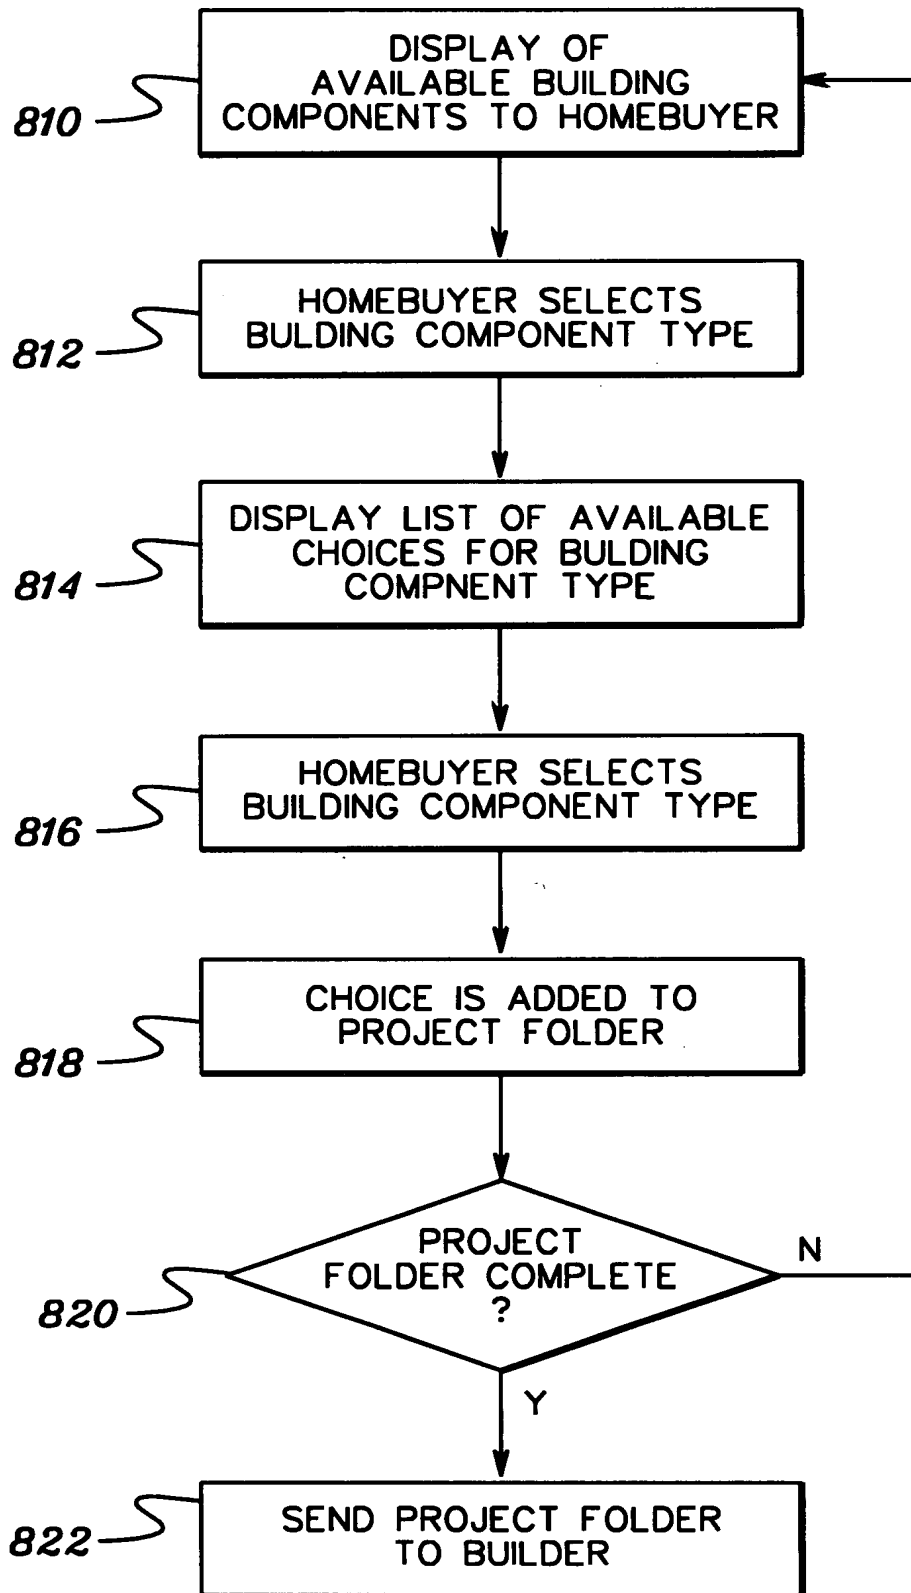 DISPLAY OF
AVAILABLE BUILDING
COMPONENTS TO HOMEBUYER
810
HOMEBUYER SELECTS
BULDING COMPONENT TYPE
812
DISPLAY LIST OF AVAILABLE
CHOICES FOR BULDING
COMPNENT TYPE
814
HOMEBUYER SELECTS
BUILDING COMPONENT TYPE
816
CHOICE IS ADDED TO
PROJECT FOLDER
818
PROJECT
FOLDER COMPLETE
?
N
820
Y
SEND PROJECT FOLDER
TO BUILDER
822